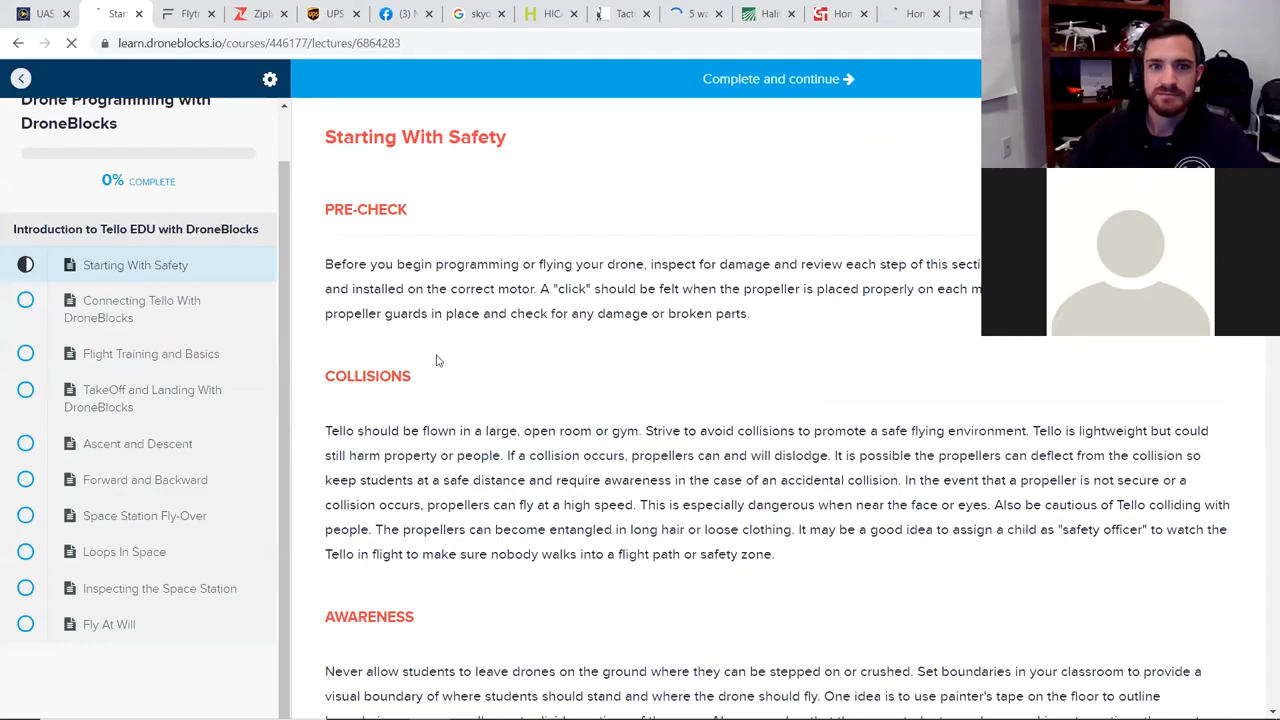 UAS
Start
Flytr
Zipl
UPS
(3) N
skyd
HIC
Tact
5 wa
Hali
Hon
Hom
learn.droneblocks.io/courses/446177/lectures/6864283
Complete and continue
Drone Programming with
DroneBlocks
0% COMPLETE
Introduction to Tello EDU with DroneBlocks
Starting With Safety
Connecting Tello With
DroneBlocks
Flight Training and Basics
TakeOff and Landing With
DroneBlocks
Ascent and Descent
Forward and Backward
Space Station Fly-Over
Loops In Space
Inspecting the Space Station
Fly At Will
Starting With Safety
PRE-CHECK
Before you begin programming or flying your drone, inspect for damage and review each step of this secti
and installed on the correct motor. A "click" should be felt when the propeller is placed properly on each m
propeller guards in place and check for any damage or broken parts.
COLLISIONS
Tello should be flown in a large, open room or gym. Strive to avoid collisions to promote a safe flying environment. Tello is lightweight but could
still harm property or people. If a collision occurs, propellers can and will dislodge. It is possible the propellers can deflect from the collision so
keep students at a safe distance and require awareness in the case of an accidental collision. In the event that a propeller is not secure or a
collision occurs, propellers can fly at a high speed. This is especially dangerous when near the face or eyes. Also be cautious of Tello colliding with
people. The propellers can become entangled in long hair or loose clothing. It may be a good idea to assign a child as "safety officer" to watch the
Tello in flight to make sure nobody walks into a flight path or safety zone.
AWARENESS
Never allow students to leave drones on the ground where they can be stepped on or crushed. Set boundaries in your classroom to provide a
visual boundary of where students should stand and where the drone should fly. One idea is to use painter's tape on the floor to outline